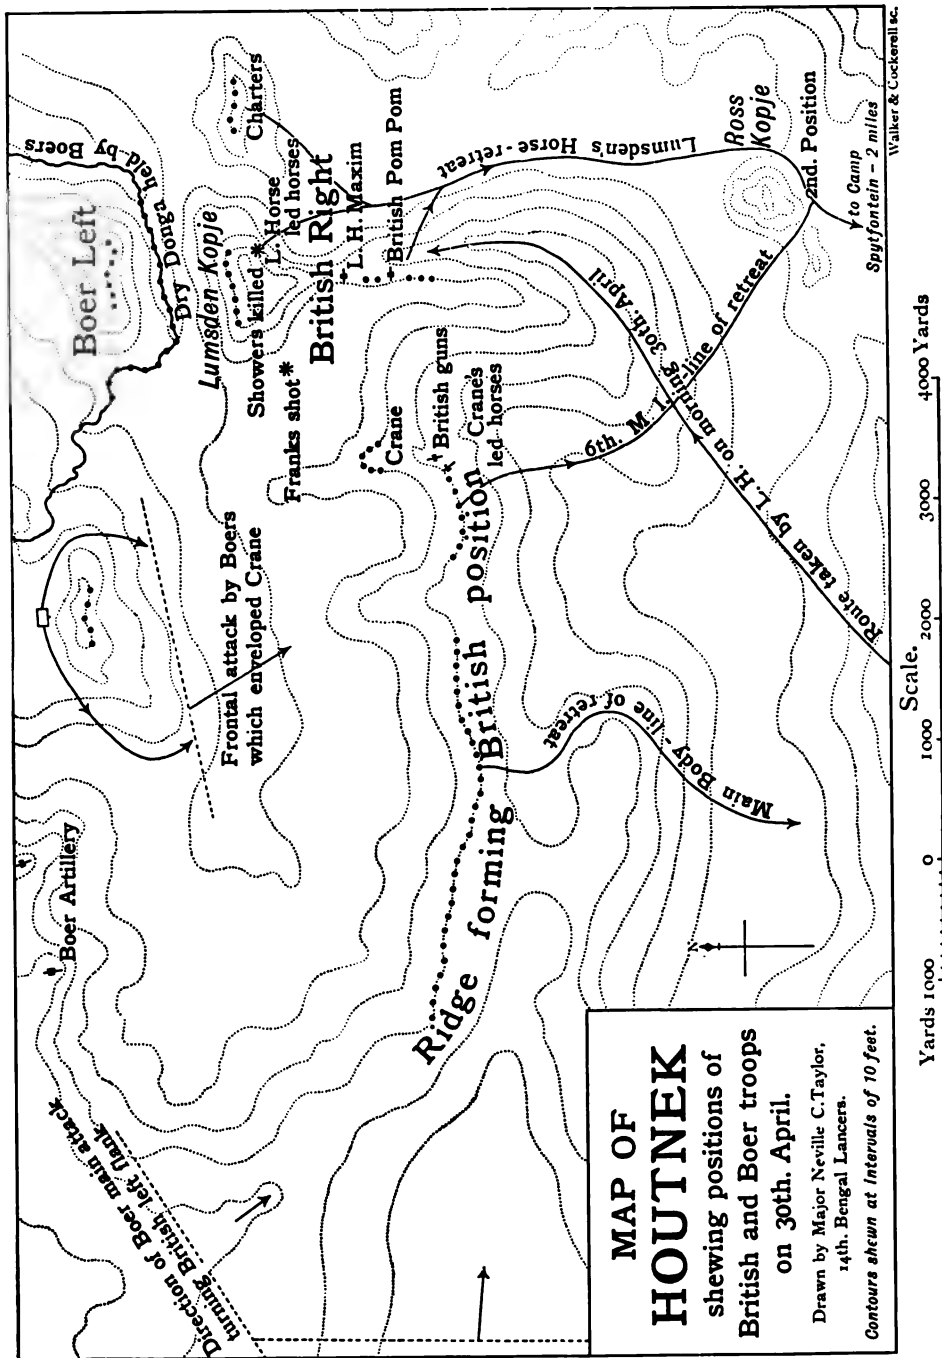 Direction of Boer main attack
turning British left flank
Boer Artillery
Frontal attack by Boers
which enveloped Crane
Boer Left
Dry Donga held by Boers
Lumsden Kopje
Charters
Showers killed *
L. Horse
led horses
Franks shot *
British Right
L. H. Maxim
British Pom Pom
Crane
British guns
Crane's
led horses
Ridge forming British position
Lumsden's Horse - retreat
Ross
Kopje
2nd. Position
to Camp
Spytfontein - 2 miles
6th. M. I. - line of retreat
Route taken by L. H. on morning 30th. April
Main Body - line of retreat
N
MAP OF
HOUTNEK
shewing positions of
British and Boer troops
on 30th. April.
Drawn by Major Neville C. Taylor,
14th. Bengal Lancers.
Contours shewn at Intervals of 10 feet.
Walker & Cockerell sc.
Scale.
Yards 1000 0 1000 2000 3000 4000 Yards